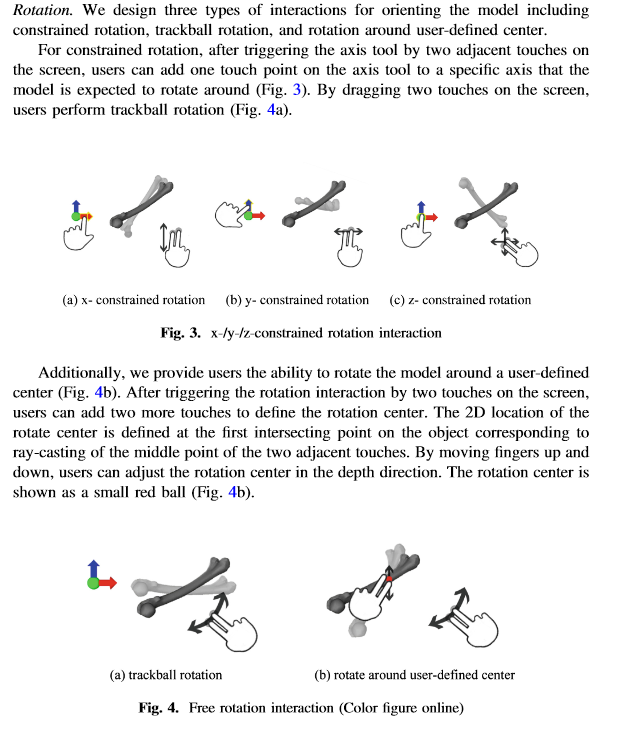 Rotation. We design three types of interactions for orienting the model including
constrained rotation, trackball rotation, and rotation around user-defined center.
For constrained rotation, after triggering the axis tool by two adjacent touches on
the screen, users can add one touch point on the axis tool to a specific axis that the
model is expected to rotate around (Fig. 3). By dragging two touches on the screen,
users perform trackball rotation (Fig. 4a).
(a) x- constrained rotation (b) y- constrained rotation (c) z- constrained rotation
Fig. 3. x-/y-/z-constrained rotation interaction
Additionally, we provide users the ability to rotate the model around a user-defined
center (Fig. 4b). After triggering the rotation interaction by two touches on the screen,
users can add two more touches to define the rotation center. The 2D location of the
rotate center is defined at the first intersecting point on the object corresponding to
ray-casting of the middle point of the two adjacent touches. By moving fingers up and
down, users can adjust the rotation center in the depth direction. The rotation center is
shown as a small red ball (Fig. 4b).
(a) trackball rotation (b) rotate around user-defined center
Fig. 4. Free rotation interaction (Color figure online)